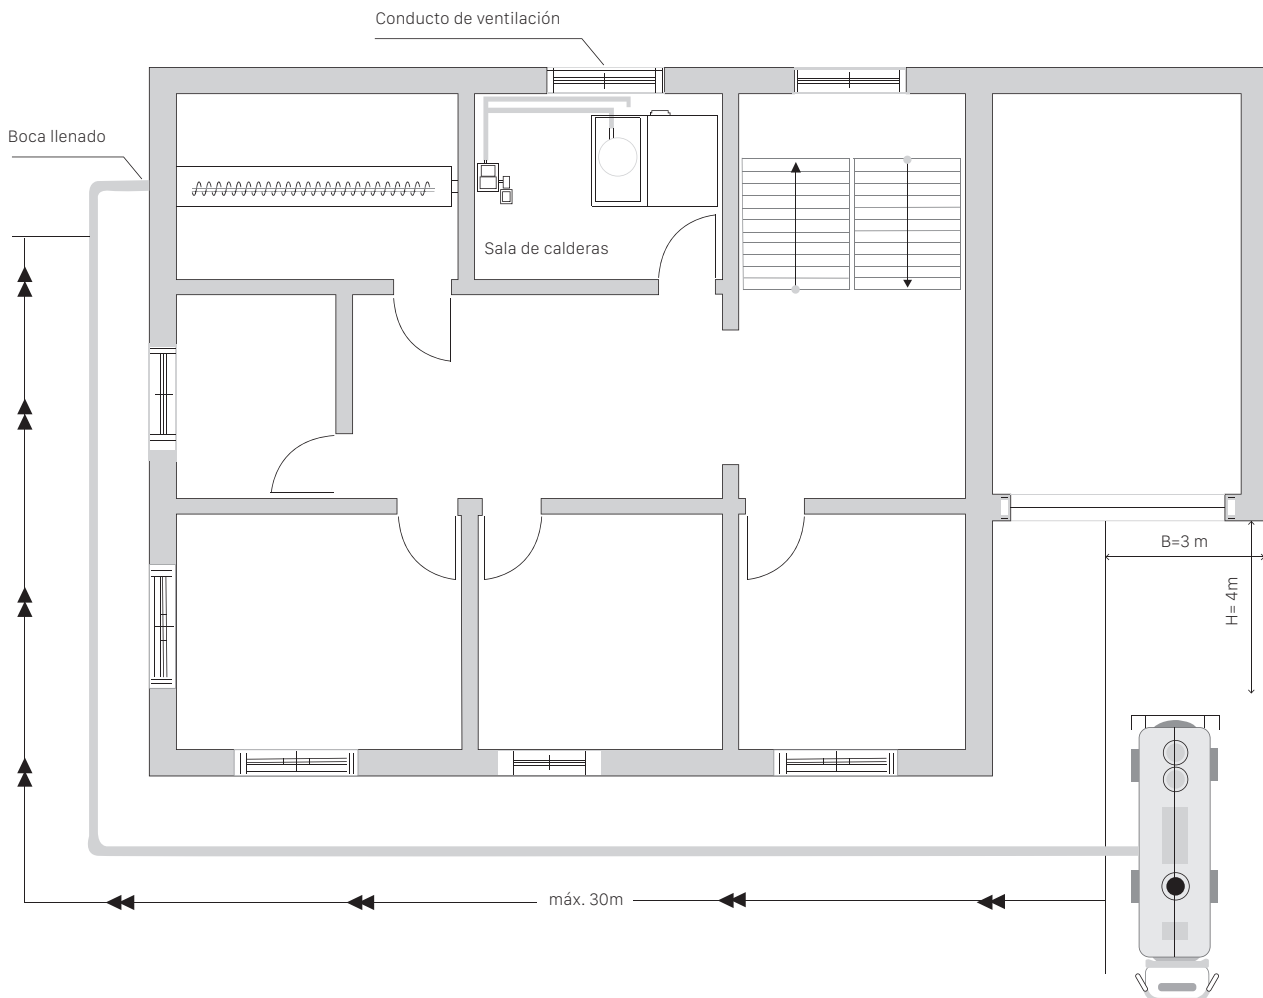 Conducto de ventilación
Boca llenado
Sala de calderas
B=3 m
H= 4m
máx. 30m